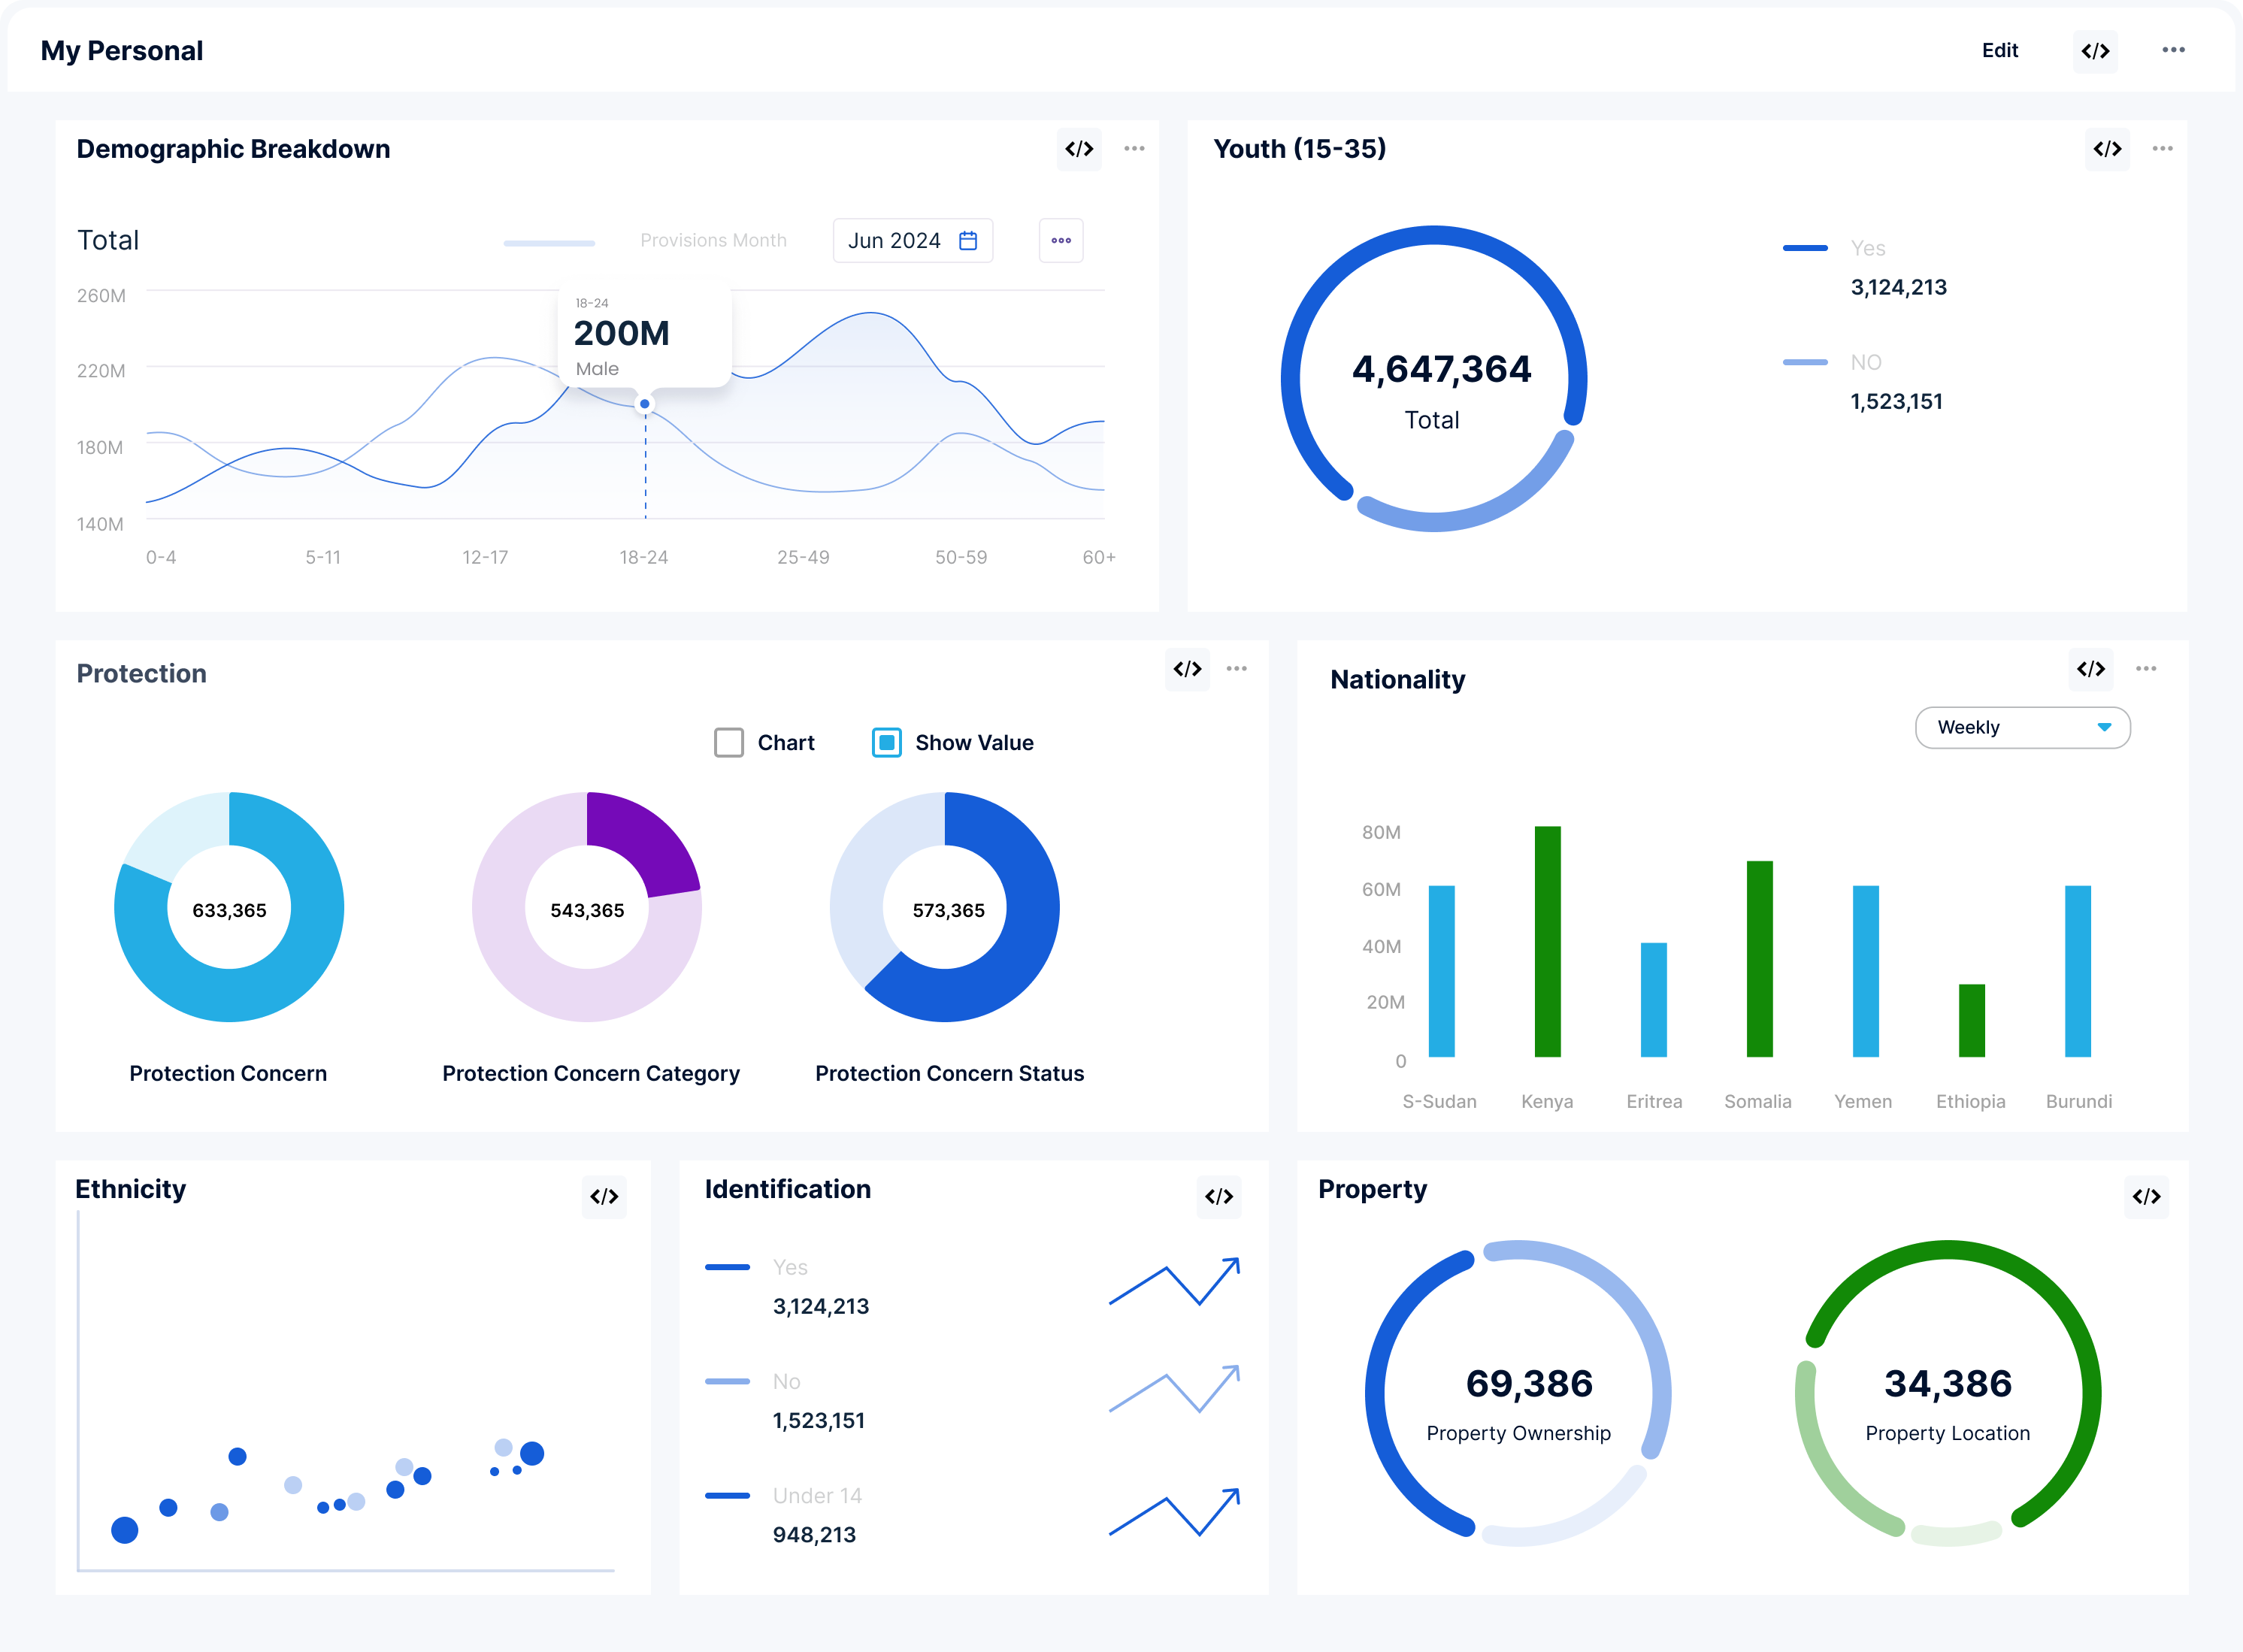 My Personal
Edit
</>
Demographic Breakdown
</>
Total
Provisions Month
Jun 2024
260M
220M
180M
140M
18-24
200M
Male
0-4
5-11
12-17
18-24
25-49
50-59
60+
Youth (15-35)
</>
4,647,364
Total
Yes
3,124,213
NO
1,523,151
Protection
</>
Chart
Show Value
633,365
543,365
573,365
Protection Concern
Protection Concern Category
Protection Concern Status
Nationality
</>
Weekly
80M
60M
40M
20M
0
S-Sudan
Kenya
Eritrea
Somalia
Yemen
Ethiopia
Burundi
Ethnicity
</>
Identification
</>
Yes
3,124,213
No
1,523,151
Under 14
948,213
Property
</>
69,386
Property Ownership
34,386
Property Location